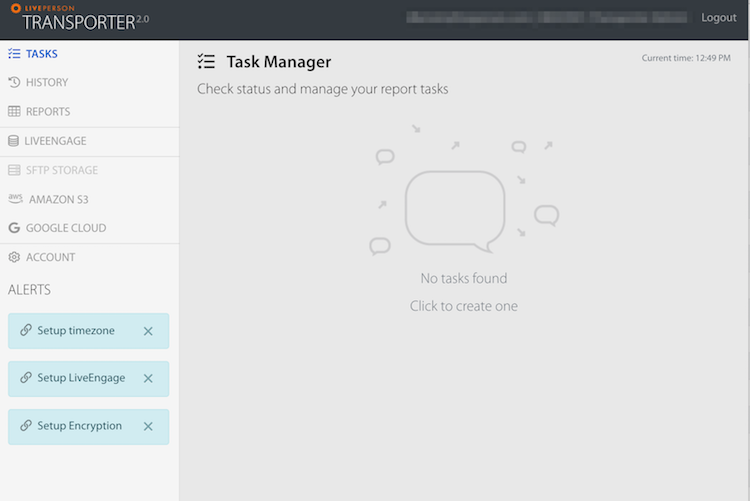 LIVEPERSON
TRANSPORTER 2.0
Logout
TASKS
HISTORY
REPORTS
LIVEENGAGE
SFTP STORAGE
aws AMAZON S3
G GOOGLE CLOUD
ACCOUNT
ALERTS
Setup timezone
Setup LiveEngage
Setup Encryption
Task Manager
Current time: 12:49 PM
Check status and manage your report tasks
No tasks found
Click to create one